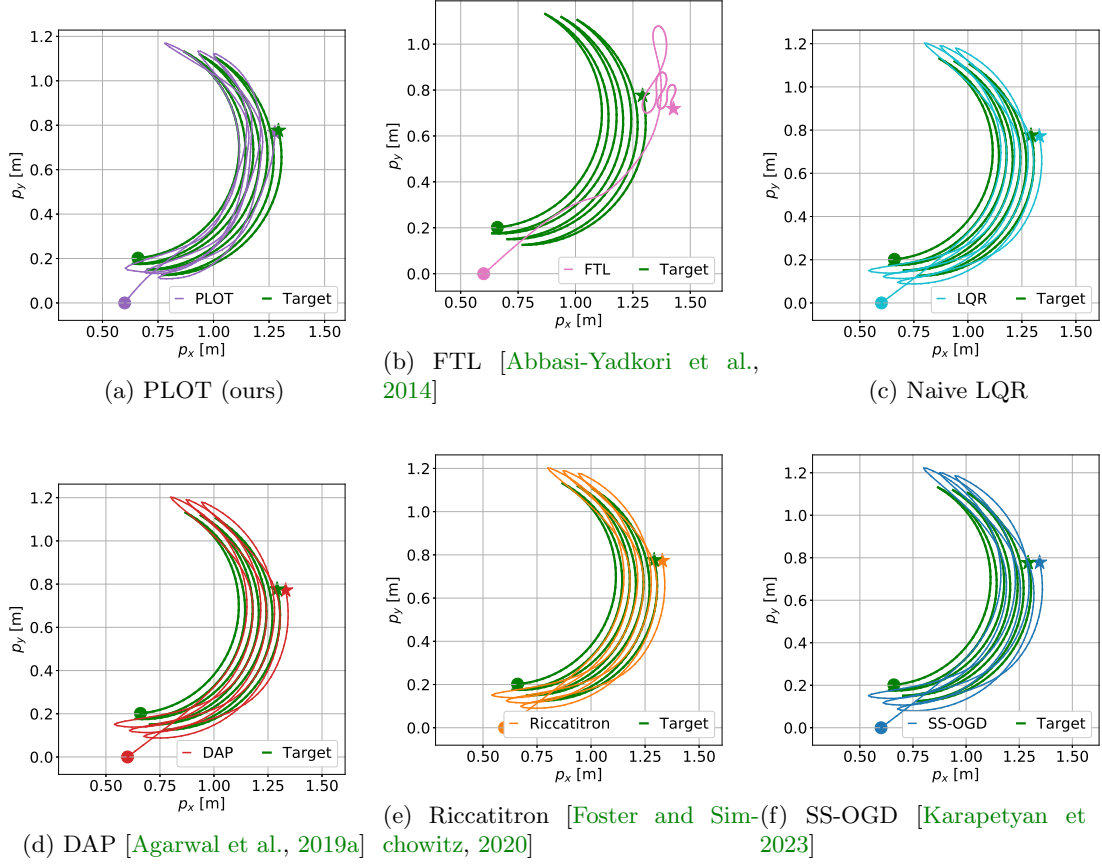 1.2
1.0
0.8
0.6
0.4
0.2
0.0
p_y [m]
PLOT Target
0.50 0.75 1.00 1.25 1.50
p_x [m]
(a) PLOT (ours)
1.0
0.8
0.6
0.4
0.2
0.0
p_y [m]
FTL Target
0.50 0.75 1.00 1.25 1.50
p_x [m]
(b) FTL [Abbasi-Yadkori et al.,
2014]
1.2
1.0
0.8
0.6
0.4
0.2
0.0
p_y [m]
LQR Target
0.50 0.75 1.00 1.25 1.50
p_x [m]
(c) Naive LQR
1.2
1.0
0.8
0.6
0.4
0.2
0.0
p_y [m]
DAP Target
0.50 0.75 1.00 1.25 1.50
p_x [m]
(d) DAP [Agarwal et al., 2019a]
1.2
1.0
0.8
0.6
0.4
0.2
0.0
p_y [m]
Riccatitron Target
0.50 0.75 1.00 1.25 1.50
p_x [m]
(e) Riccatitron [Foster and Sim-
chowitz, 2020]
1.2
1.0
0.8
0.6
0.4
0.2
0.0
p_y [m]
SS-OGD Target
0.50 0.75 1.00 1.25 1.50
p_x [m]
(f) SS-OGD [Karapetyan et
2023]